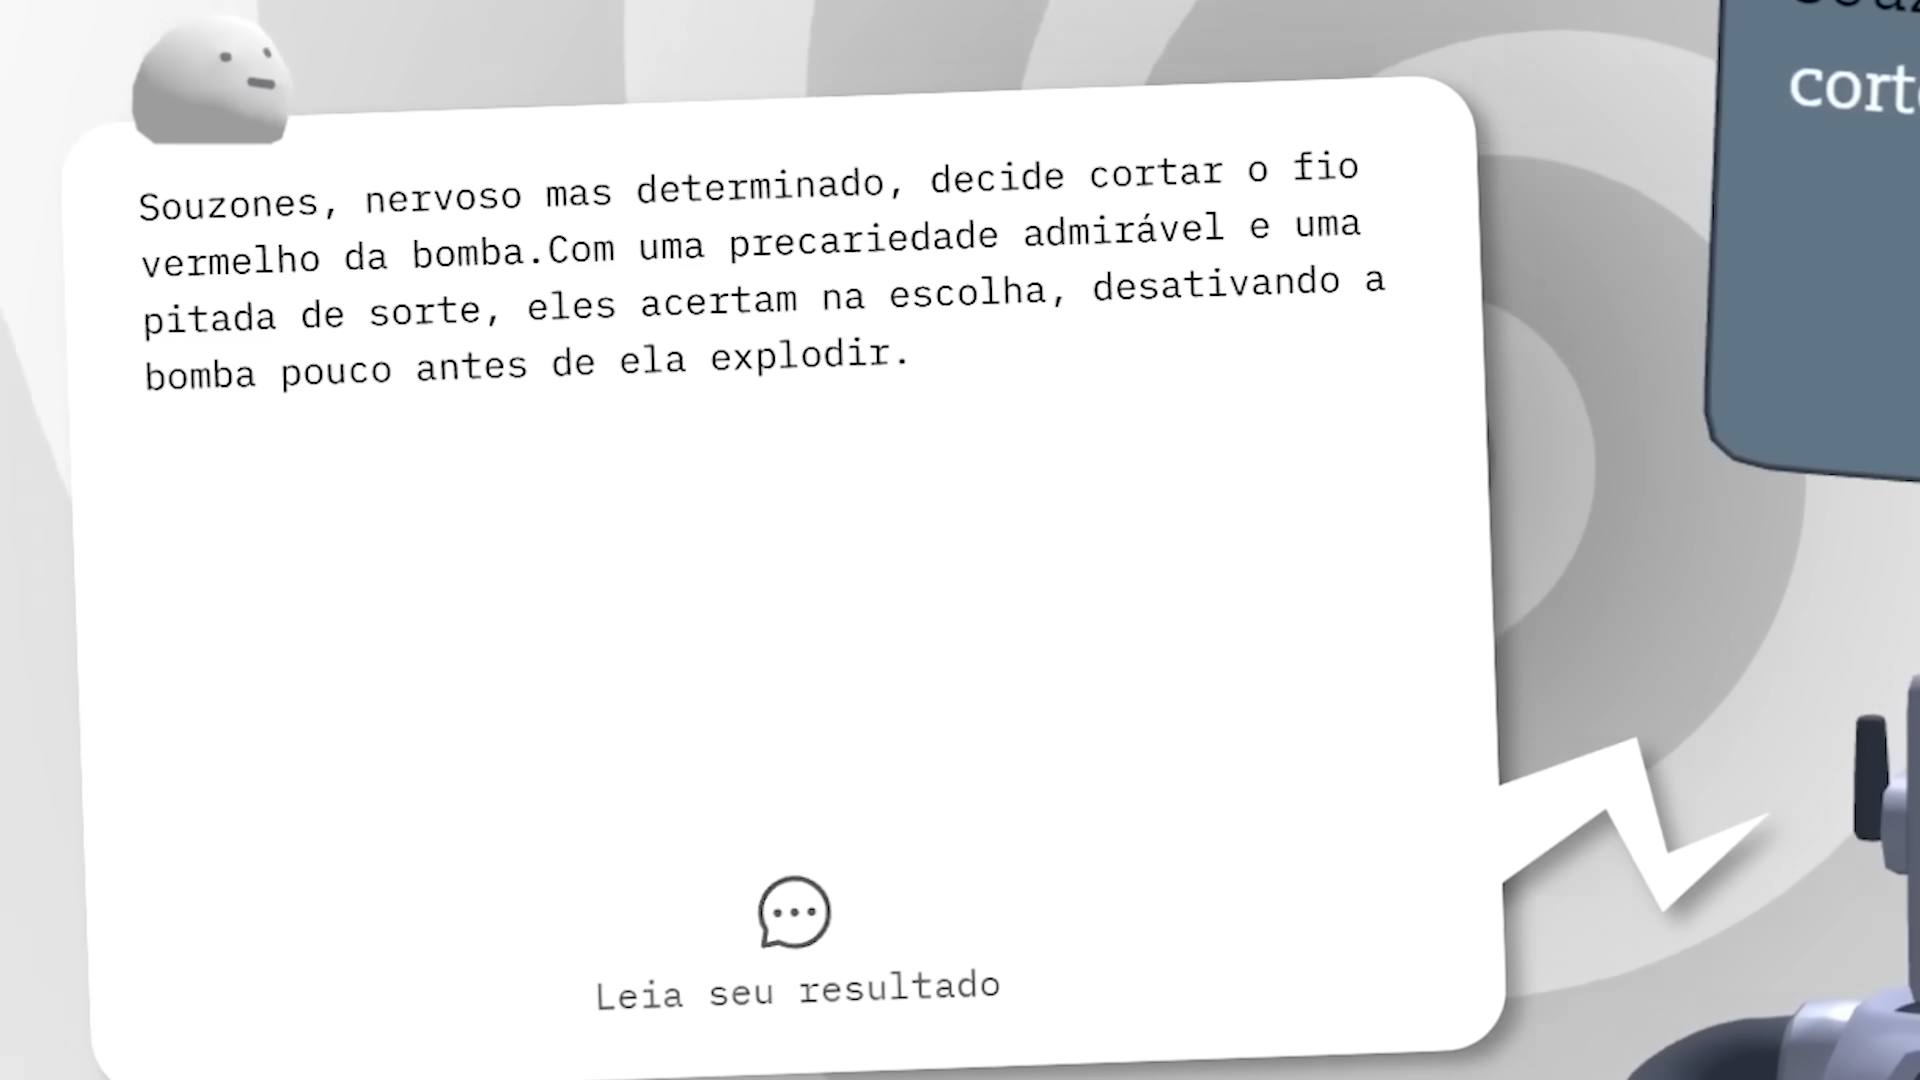 Souzones, nervoso mas determinado, decide cortar o fio
vermelho da bomba.Com uma precariedade admirável e uma
pitada de sorte, eles acertam na escolha, desativando a
bomba pouco antes de ela explodir.
Leia seu resultado